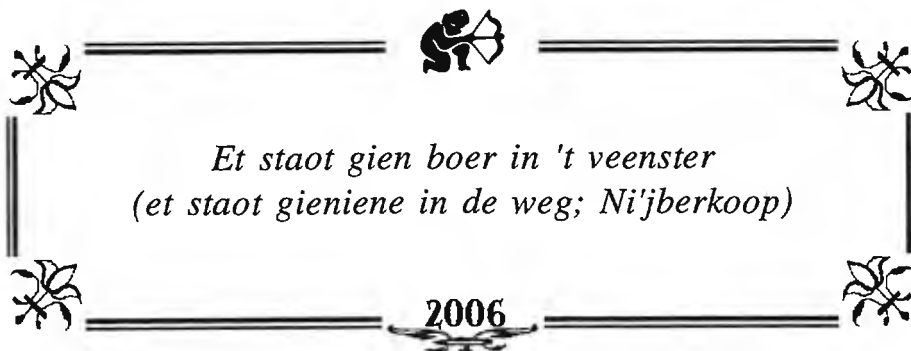 Et staot gien boer in 't veenster
(et staot gieniene in de weg; Ni'jberkoop)
2006